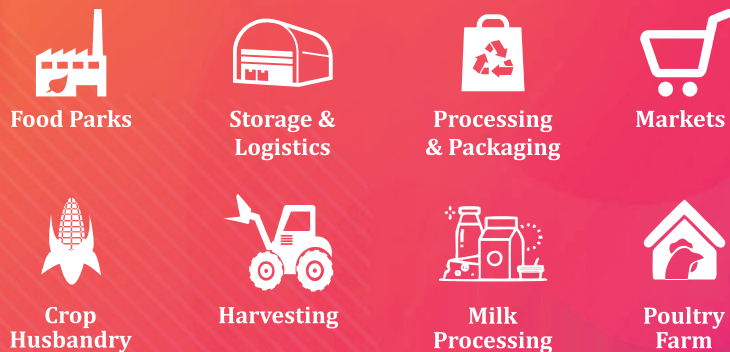 Food Parks
Storage &
Logistics
Processing
& Packaging
Markets
Crop
Husbandry
Harvesting
Milk
Processing
Poultry
Farm